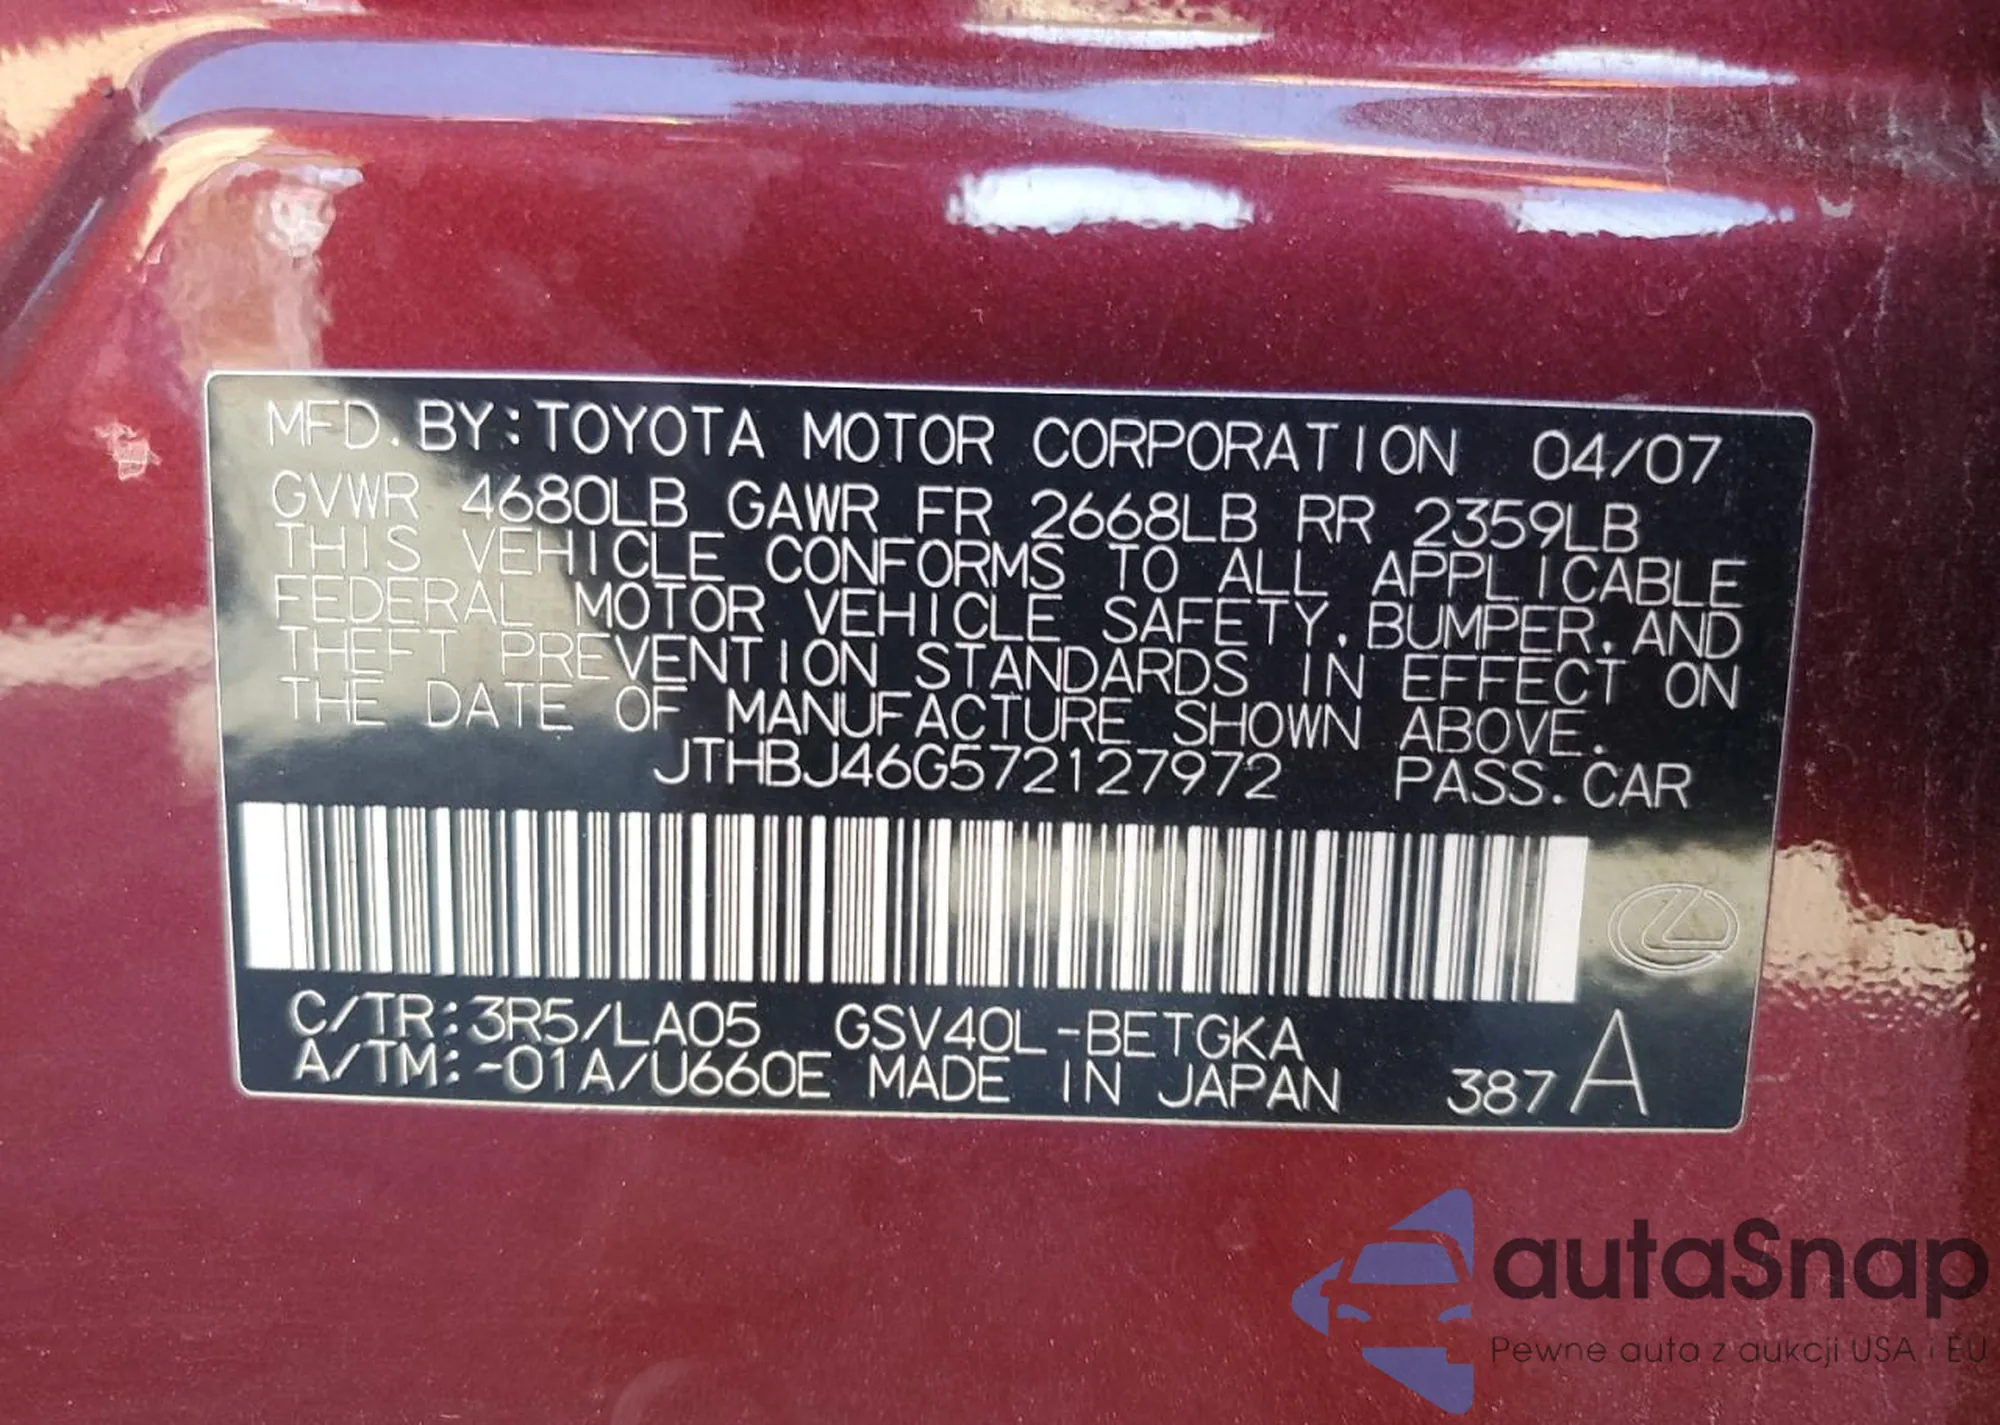 MFD. BY: TOYOTA MOTOR CORPORATION 04/07
GVWR 4680LB GAWR FR 2668LB RR 2359LB
THIS VEHICLE CONFORMS TO ALL APPLICABLE
FEDERAL MOTOR VEHICLE SAFETY, BUMPER, AND
THEFT PREVENTION STANDARDS IN EFFECT ON
THE DATE OF MANUFACTURE SHOWN ABOVE.
JTHBJ46G572127972 PASS. CAR
C/TR: 3R5/LA05 GSV40L-BETGKA
A/TM: -01A/U660E MADE IN JAPAN 387 A
autaSnap
Pewne auta z aukcji USA i EU